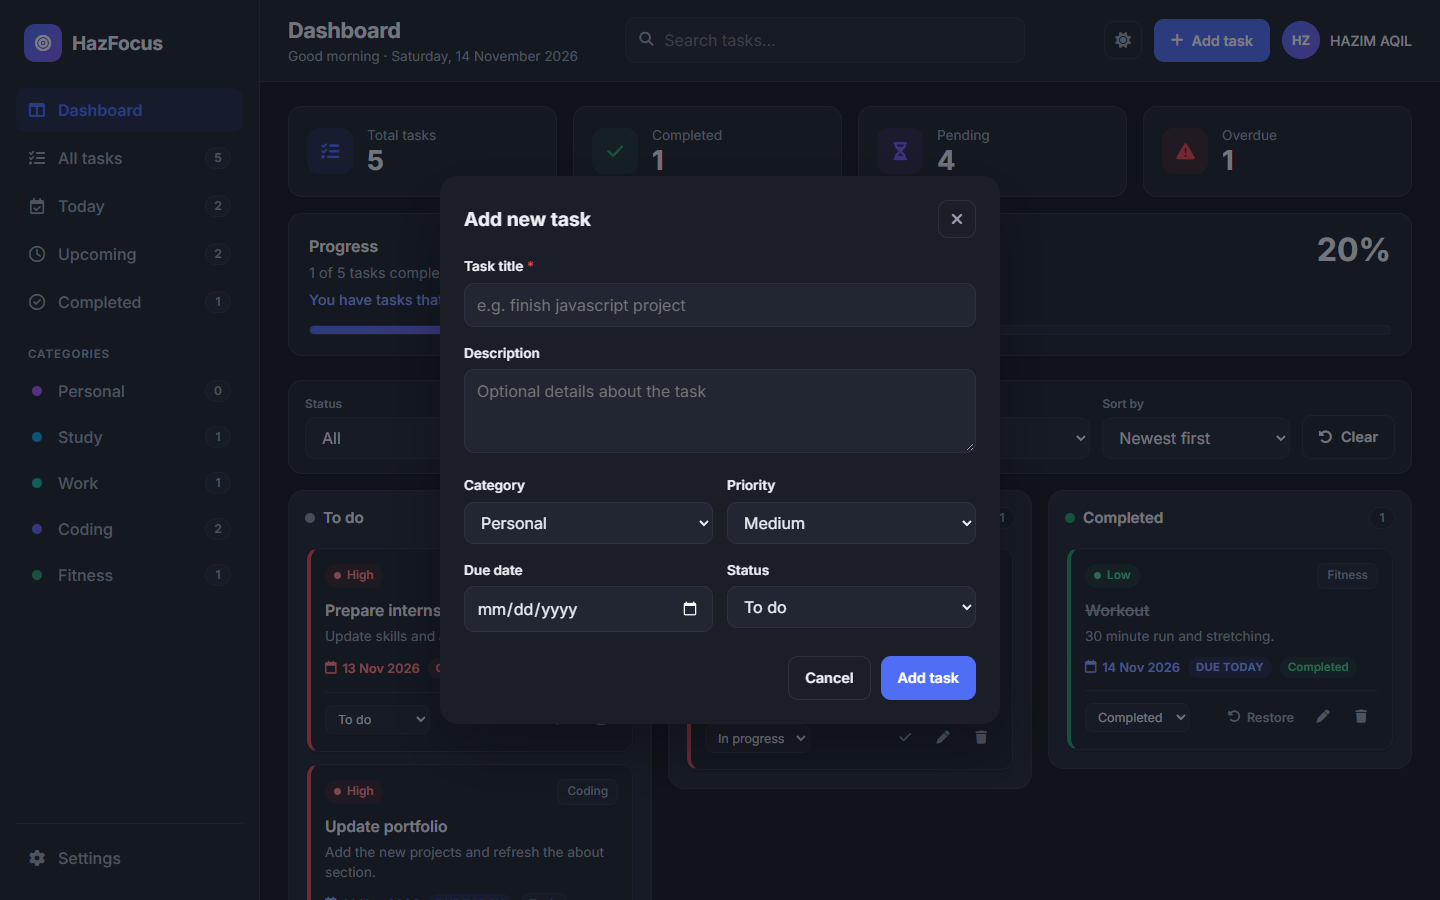 HazFocus
Dashboard
All tasks 5
Today 2
Upcoming 2
Completed 1
CATEGORIES
Personal 0
Study 1
Work 1
Coding 2
Fitness 1
Settings
Dashboard
Good morning · Saturday, 14 November 2026
Search tasks...
Add task
HZ
HAZIM AQIL
Total tasks
5
Completed
1
Pending
4
Overdue
1
Progress
1 of 5 tasks comple
You have tasks that
20%
Status
All
Sort by
Newest first
Clear
To do
High
Prepare interns
Update skills and
13 Nov 2026
To do
High
Coding
Update portfolio
Add the new projects and refresh the about
section.
1
In progress
Completed
1
Low
Fitness
Workout
30 minute run and stretching.
14 Nov 2026
DUE TODAY
Completed
Completed
Restore
Add new task
Task title *
e.g. finish javascript project
Description
Optional details about the task
Category
Personal
Priority
Medium
Due date
mm/dd/yyyy
Status
To do
Cancel
Add task